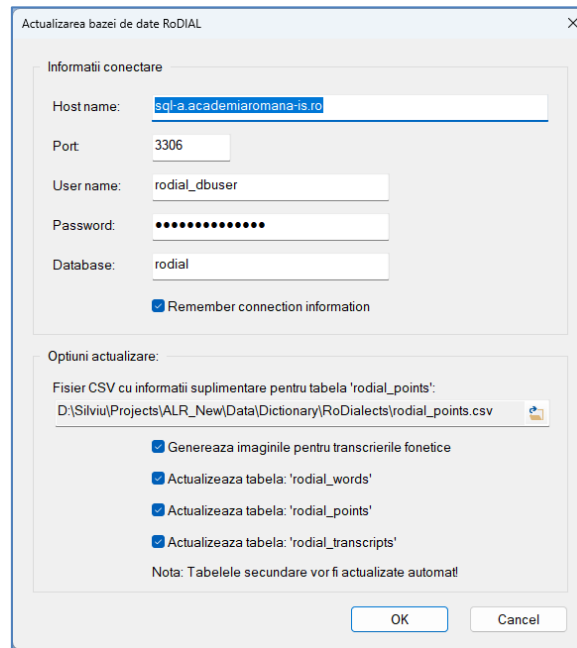 Actualizarea bazei de date RoDIAL
Informatii conectare
Host name: sql-a.academiaromana-is.ro
Port: 3306
User name: rodial_dbuser
Password: ●●●●●●●●●●●●●●
Database: rodial
Remember connection information
Optiuni actualizare:
Fisier CSV cu informatii suplimentare pentru tabela 'rodial_points':
D:\Silviu\Projects\ALR_New\Data\Dictionary\RoDialects\rodial_points.csv
Genereaza imaginile pentru transcrierile fonetice
Actualizeaza tabela: 'rodial_words'
Actualizeaza tabela: 'rodial_points'
Actualizeaza tabela: 'rodial_transcripts'
Nota: Tabelele secundare vor fi actualizate automat!
OK Cancel